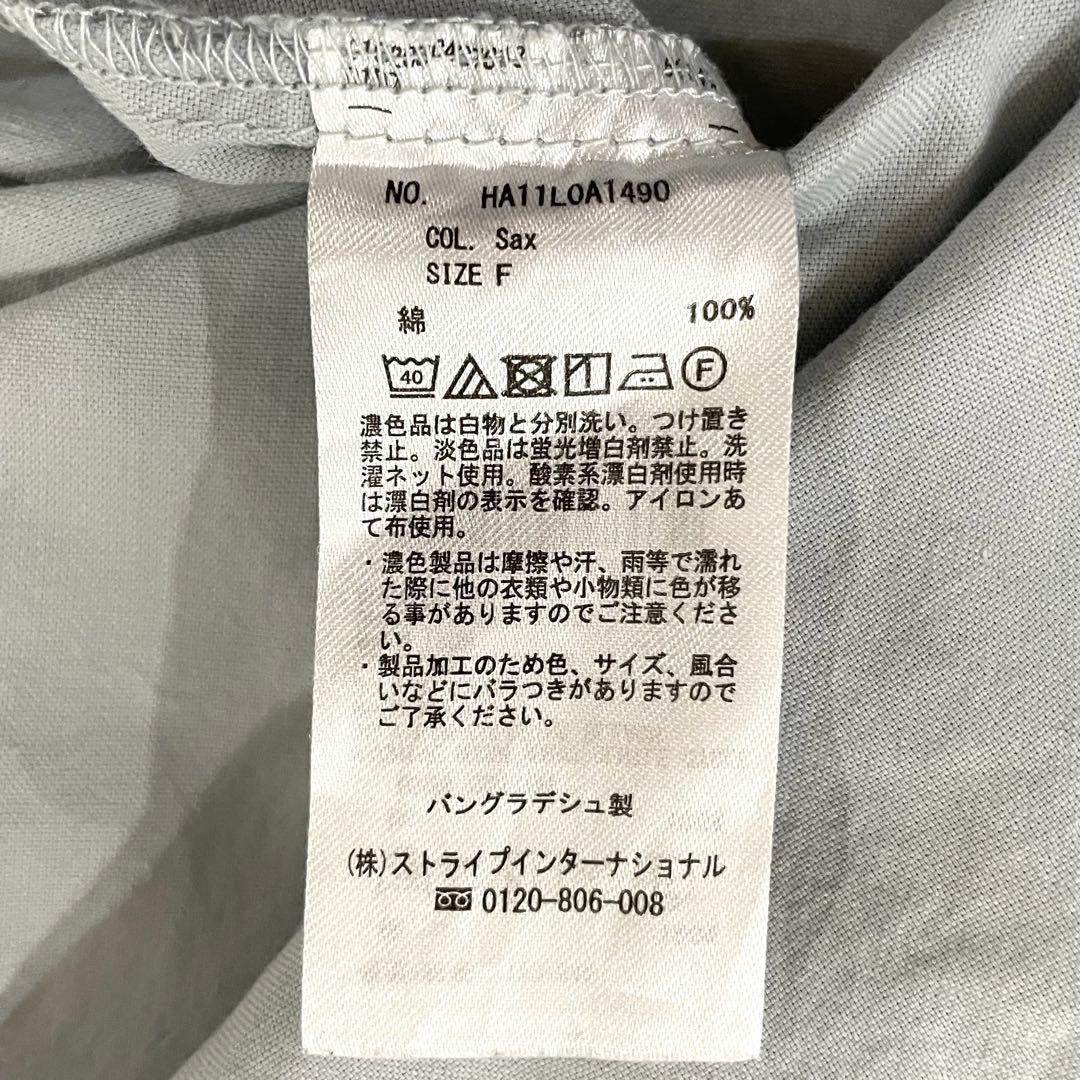 NO. HA11L0A1490
COL. Sax
SIZE F
綿 100%
40 F
濃色品は白物と分別洗い。つけ置き
禁止。淡色品は蛍光増白剤禁止。洗
濯ネット使用。酸素系漂白剤使用時
は漂白剤の表示を確認。アイロンあ
て布使用。
・濃色製品は摩擦や汗、雨等で濡れ
た際に他の衣類や小物類に色が移
る事がありますのでご注意くださ
い。
・製品加工のため色、サイズ、風合
いなどにバラつきがありますので
ご了承ください。
バングラデシュ製
(株)ストライプインターナショナル
0120-806-008